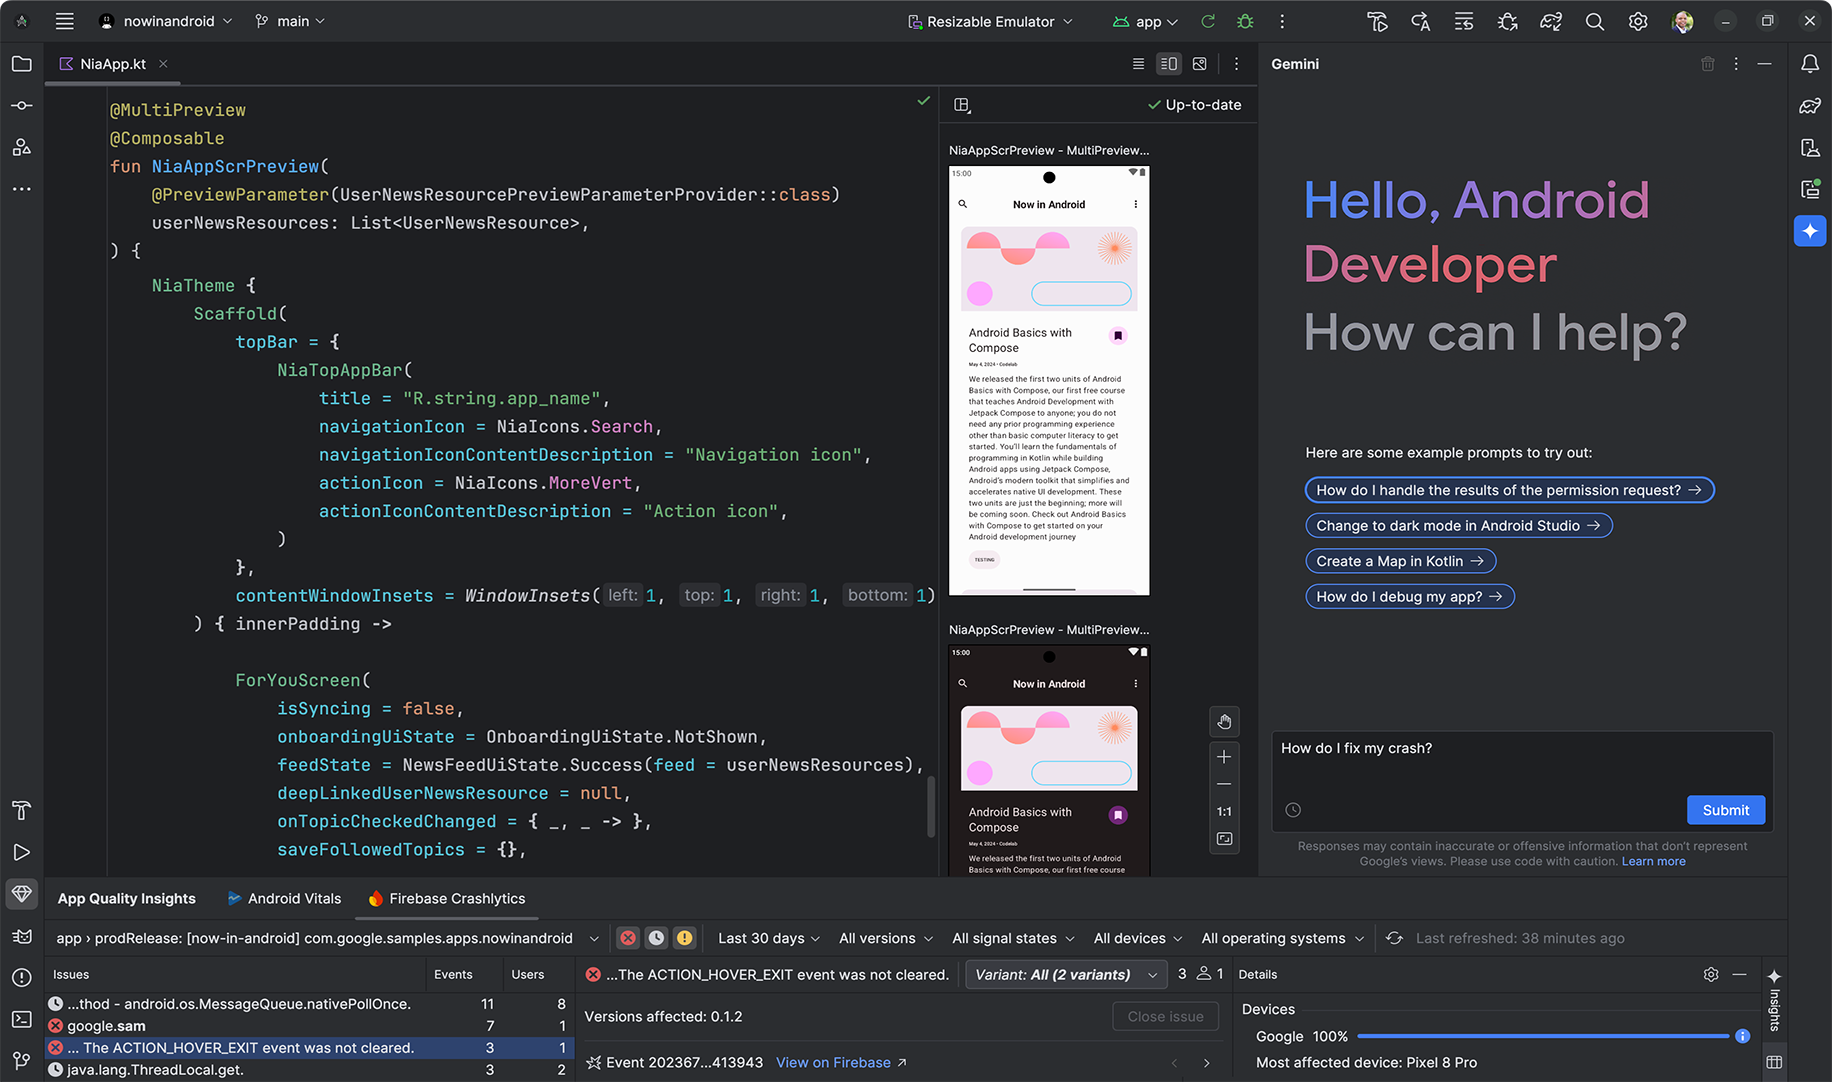 nowinandroid
main
Resizable Emulator
app
NiaApp.kt
@MultiPreview
@Composable
fun NiaAppScrPreview(
@PreviewParameter(UserNewsResourcePreviewParameterProvider::class)
userNewsResources: List<UserNewsResource>,
) {
NiaTheme {
Scaffold(
topBar = {
NiaTopAppBar(
title = "R.string.app_name",
navigationIcon = NiaIcons.Search,
navigationIconContentDescription = "Navigation icon",
actionIcon = NiaIcons.MoreVert,
actionIconContentDescription = "Action icon",
)
},
contentWindowInsets = WindowInsets( left: 1, top: 1, right: 1, bottom: 1)
) { innerPadding ->
ForYouScreen(
isSyncing = false,
onboardingUiState = OnboardingUiState.NotShown,
feedState = NewsFeedUiState.Success(feed = userNewsResources),
deepLinkedUserNewsResource = null,
onTopicCheckedChanged = { _, _ -> },
saveFollowedTopics = {},
Up-to-date
NiaAppScrPreview - MultiPreview...
15:00
Now in Android
Android Basics with
Compose
May 4, 2024 • Codelab
We released the first two units of Android
Basics with Compose, our first free course
that teaches Android Development with
Jetpack Compose to anyone; you do not
need any prior programming experience
other than basic computer literacy to get
started. You'll learn the fundamentals of
programming in Kotlin while building
Android apps using Jetpack Compose,
Android's modern toolkit that simplifies and
accelerates native UI development. These
two units are just the beginning; more will
be coming soon. Check out Android Basics
with Compose to get started on your
Android development journey
TESTING
NiaAppScrPreview - MultiPreview...
15:00
Now in Android
Android Basics with
Compose
May 4, 2024 • Codelab
We released the first two units of Android
Basics with Compose, our first free course
1:1
Gemini
Hello, Android
Developer
How can I help?
Here are some example prompts to try out:
How do I handle the results of the permission request? →
Change to dark mode in Android Studio →
Create a Map in Kotlin →
How do I debug my app? →
How do I fix my crash?
Submit
Responses may contain inaccurate or offensive information that don't represent
Google's views. Please use code with caution. Learn more
App Quality Insights
Android Vitals
Firebase Crashlytics
app › prodRelease: [now-in-android] com.google.samples.apps.nowinandroid
Last 30 days
All versions
All signal states
All devices
All operating systems
Last refreshed: 38 minutes ago
Issues Events Users
...thod - android.os.MessageQueue.nativePollOnce. 11 8
google.sam 7 1
... The ACTION_HOVER_EXIT event was not cleared. 3 1
java.lang.ThreadLocal.get. 3 2
...The ACTION_HOVER_EXIT event was not cleared.
Variant: All (2 variants)
3 1
Versions affected: 0.1.2
Close issue
Event 202367...413943 View on Firebase ↗
Details
Devices
Google 100%
Most affected device: Pixel 8 Pro
Insights